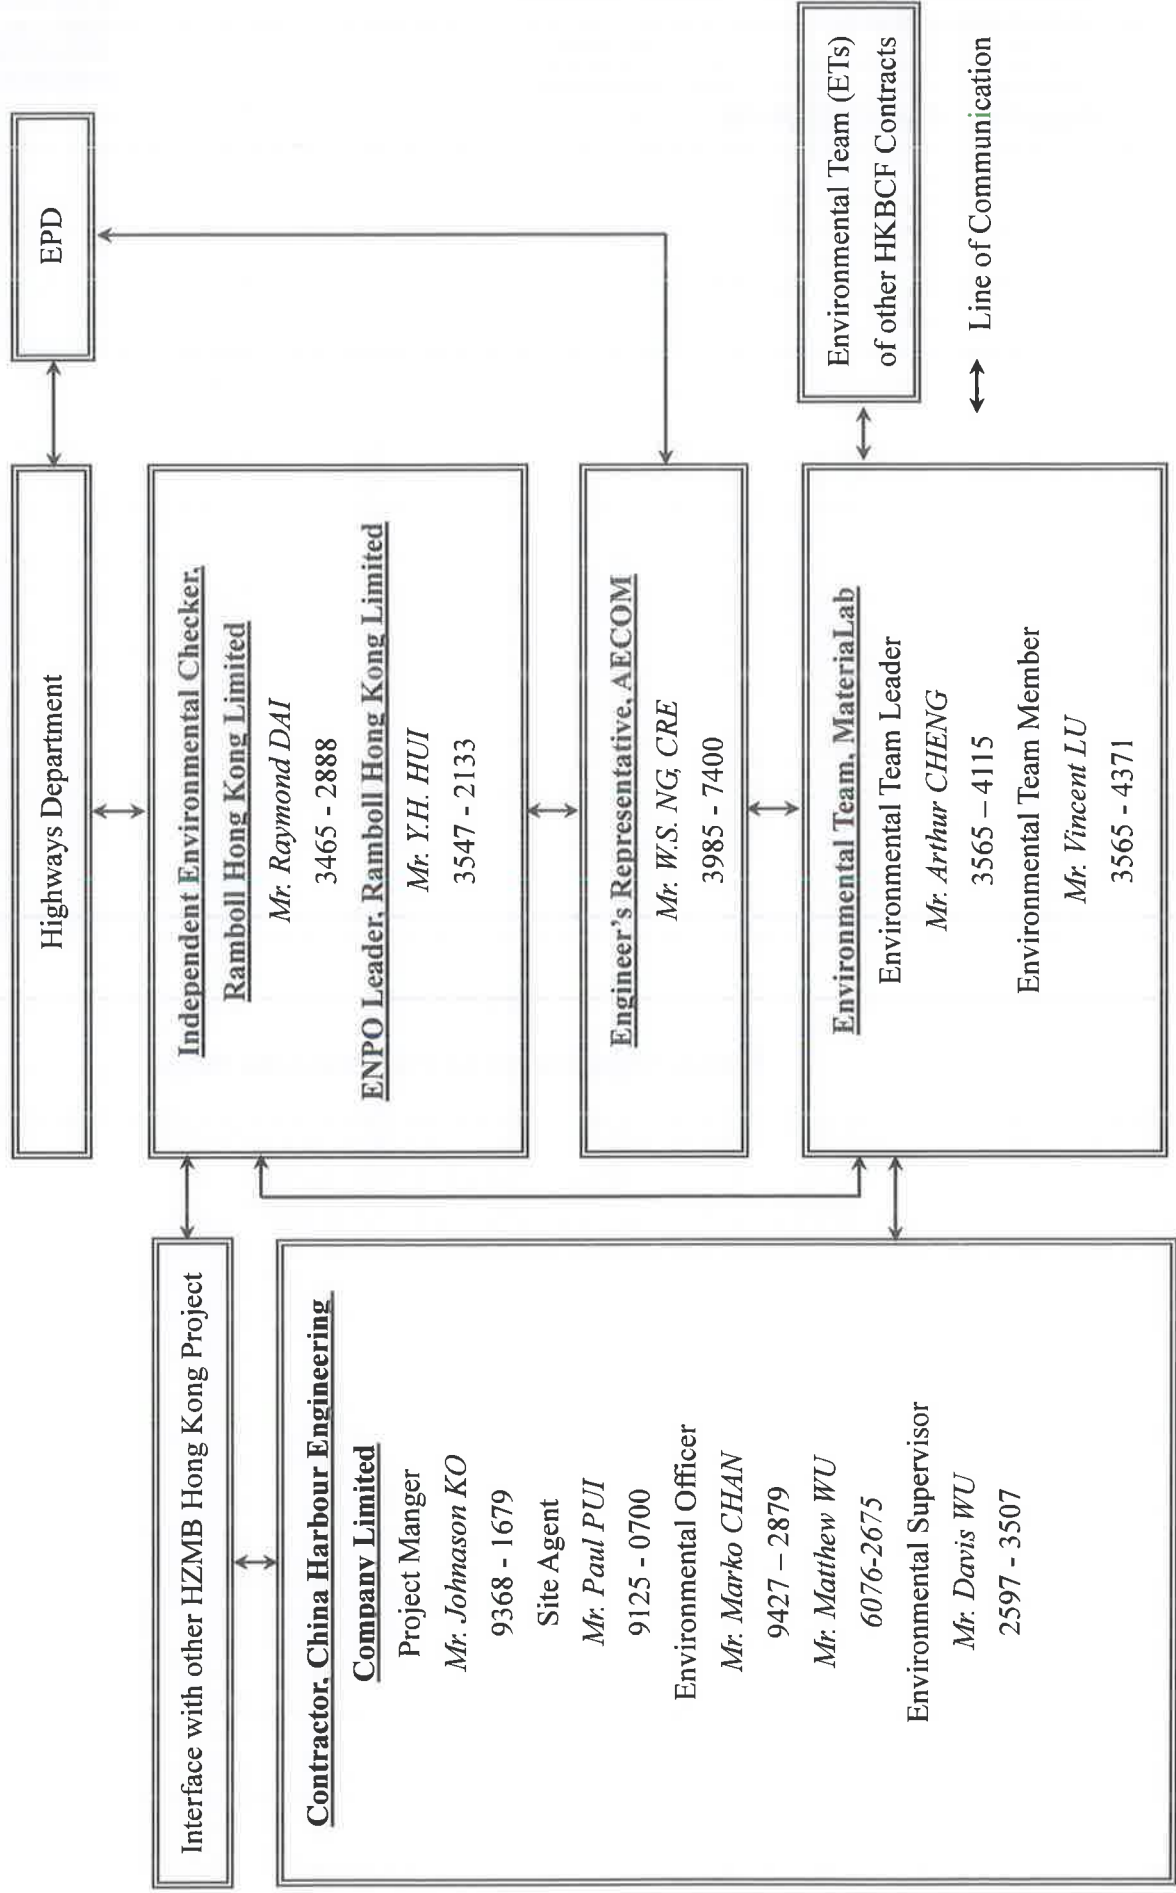 Highways Department
EPD
Interface with other HZMB Hong Kong Project
Independent Environmental Checker,
Ramboll Hong Kong Limited
Mr. Raymond DAI
3465 - 2888
ENPO Leader, Ramboll Hong Kong Limited
Mr. Y.H. HUI
3547 - 2133
Contractor, China Harbour Engineering
Company Limited
Project Manger
Mr. Johnason KO
9368 - 1679
Site Agent
Mr. Paul PUI
9125 - 0700
Environmental Officer
Mr. Marko CHAN
9427 – 2879
Mr. Matthew WU
6076-2675
Environmental Supervisor
Mr. Davis WU
2597 - 3507
Engineer’s Representative, AECOM
Mr. W.S. NG, CRE
3985 - 7400
Environmental Team, MateriaLab
Environmental Team Leader
Mr. Arthur CHENG
3565 – 4115
Environmental Team Member
Mr. Vincent LU
3565 - 4371
Environmental Team (ETs)
of other HKBCF Contracts
Line of Communication